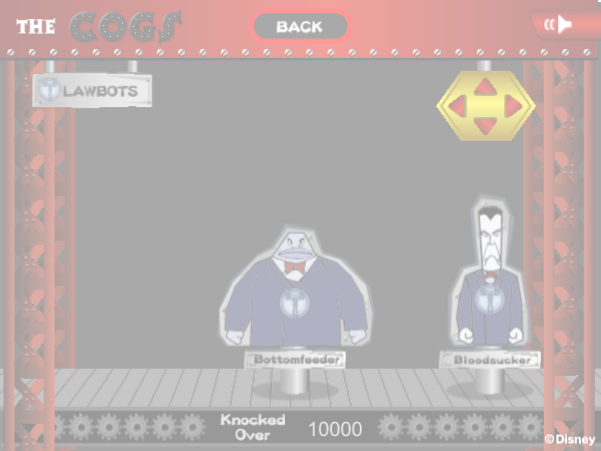 THE COGS
BACK
LAWBOTS
Bottomfeeder
Bloodsucker
Knocked
Over
10000
©Disney